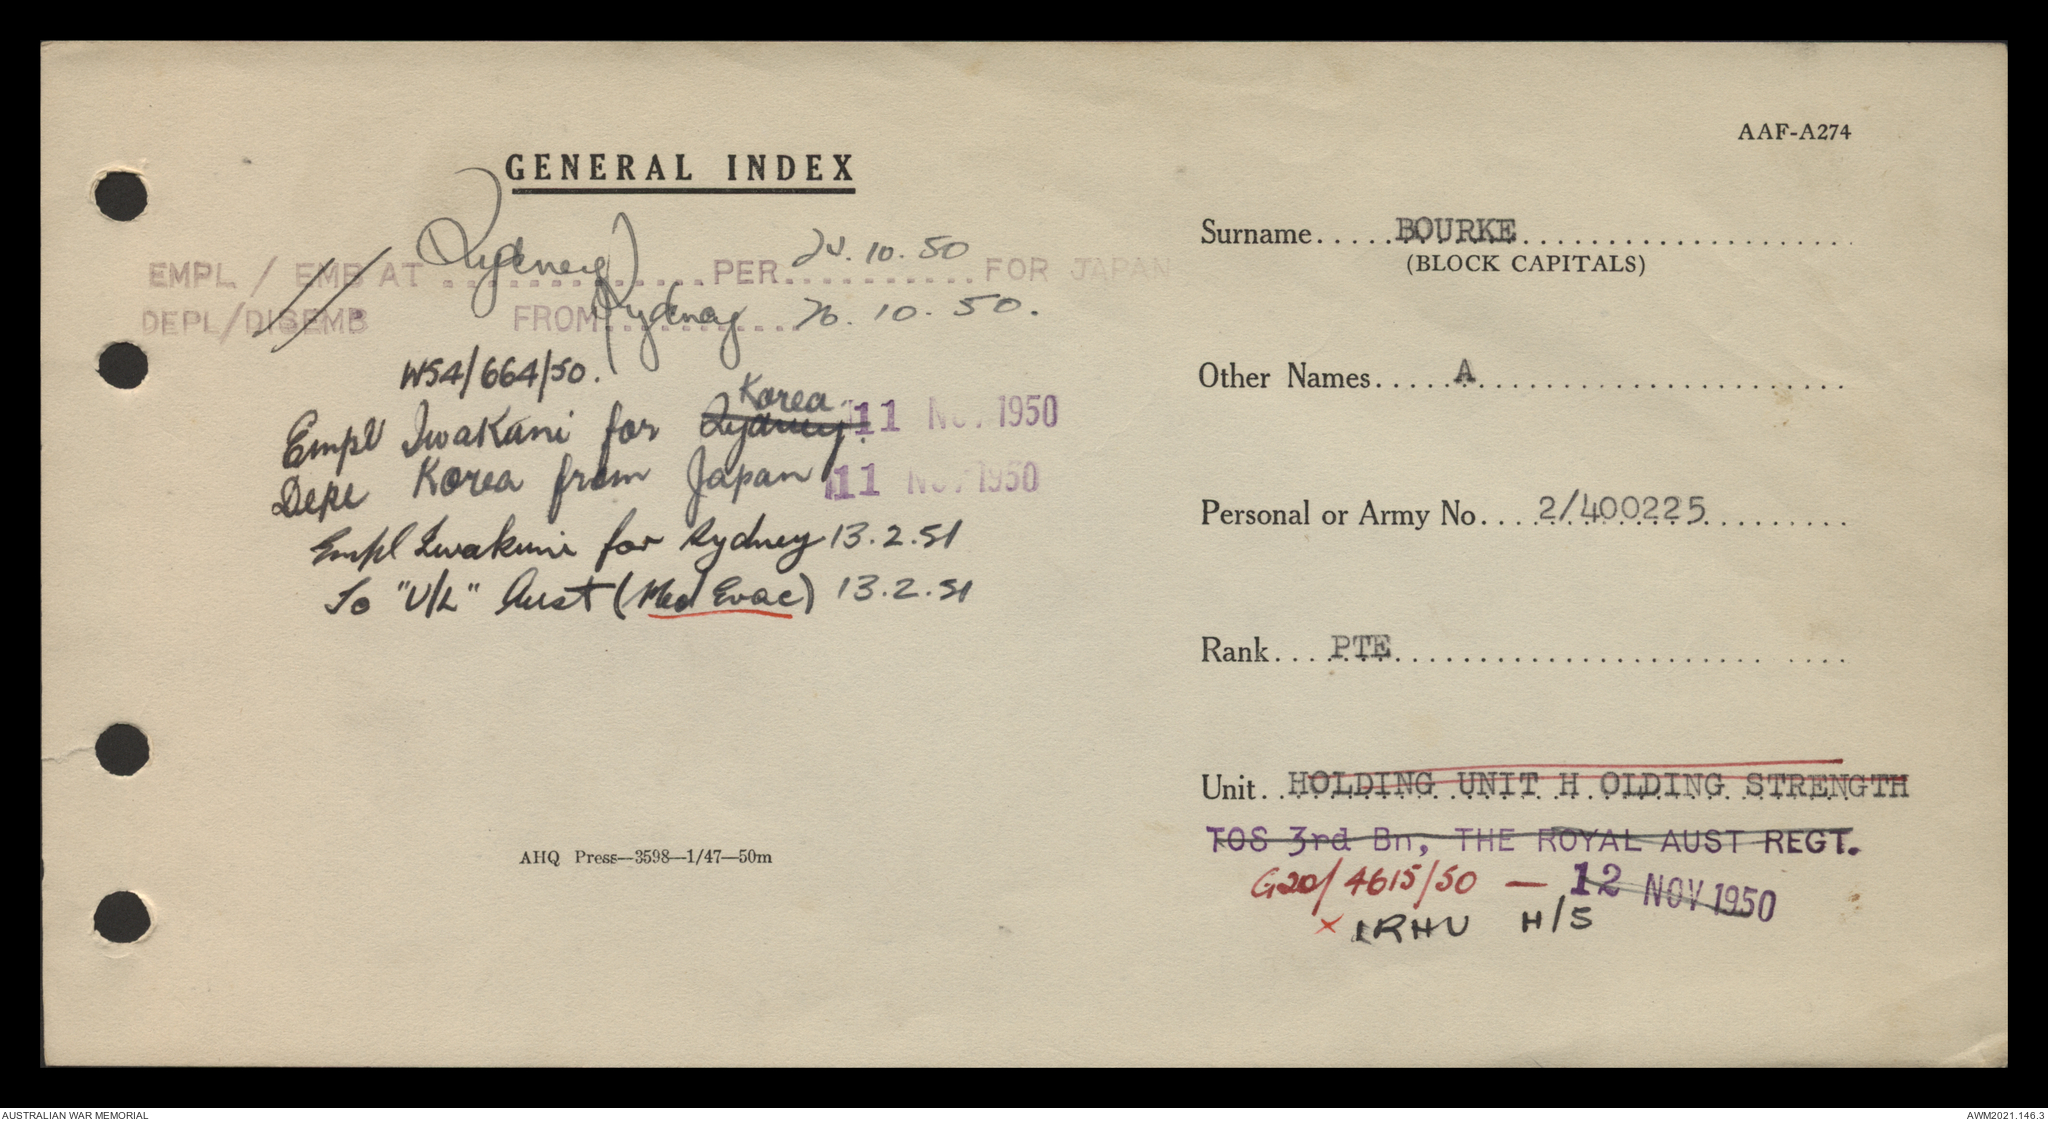 AAF-A274
GENERAL INDEX
EMPL / EMB AT Sydney PER 24.10.50 FOR JAPAN
DEPL/DISEMB FROM Sydney 26.10.50.
W54/664/50.
Empl Iwakani for Sydney Korea 11 NOV 1950
Depl Korea from Japan 11 NOV 1950
Empl Iwakuni for Sydney 13.2.51
To "U/L" Aust (Med Evac) 13.2.51
AHQ Press—3598—1/47—50m
Surname BOURKE
(BLOCK CAPITALS)
Other Names A
Personal or Army No. 2/400225
Rank PTE
Unit HOLDING UNIT H OLDING STRENGTH
TOS 3rd Bn, THE ROYAL AUST REGT.
G20/4615/50 — 12 NOV 1950
x 1RHU H/S
AUSTRALIAN WAR MEMORIAL
AWM2021.146.3